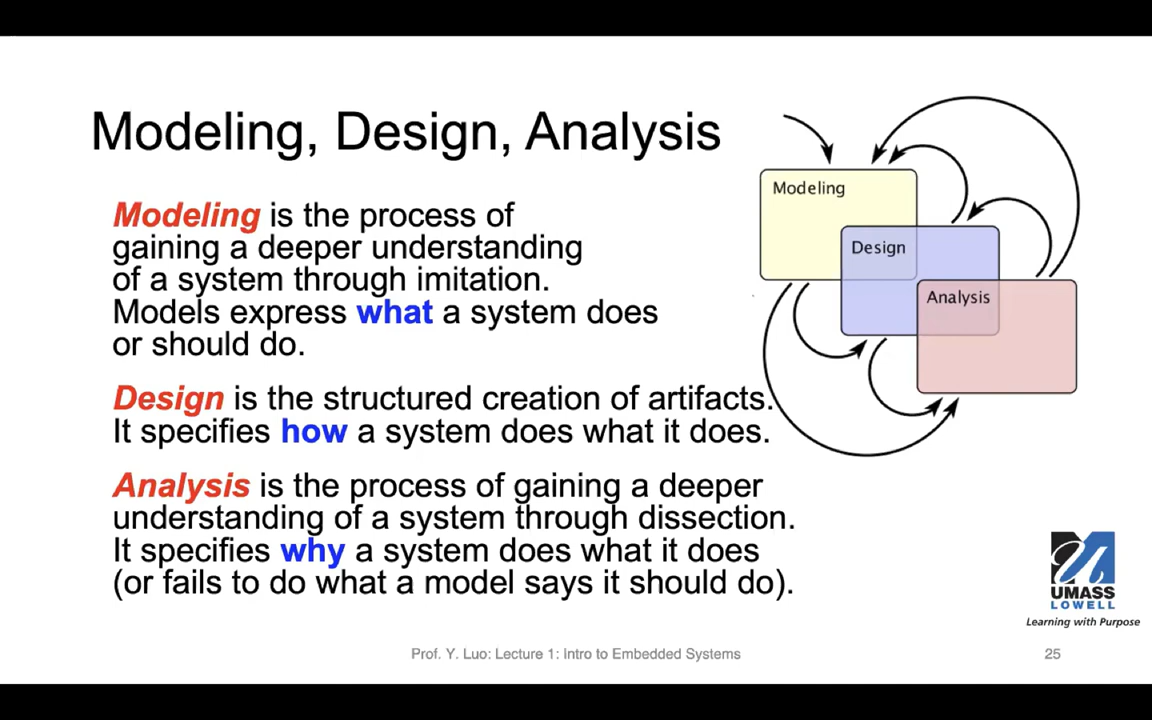 Modeling, Design, Analysis
Modeling is the process of
gaining a deeper understanding
of a system through imitation.
Models express what a system does
or should do.
Design is the structured creation of artifacts.
It specifies how a system does what it does.
Analysis is the process of gaining a deeper
understanding of a system through dissection.
It specifies why a system does what it does
(or fails to do what a model says it should do).
Modeling
Design
Analysis
UMASS
LOWELL
Learning with Purpose
Prof. Y. Luo: Lecture 1: Intro to Embedded Systems
25